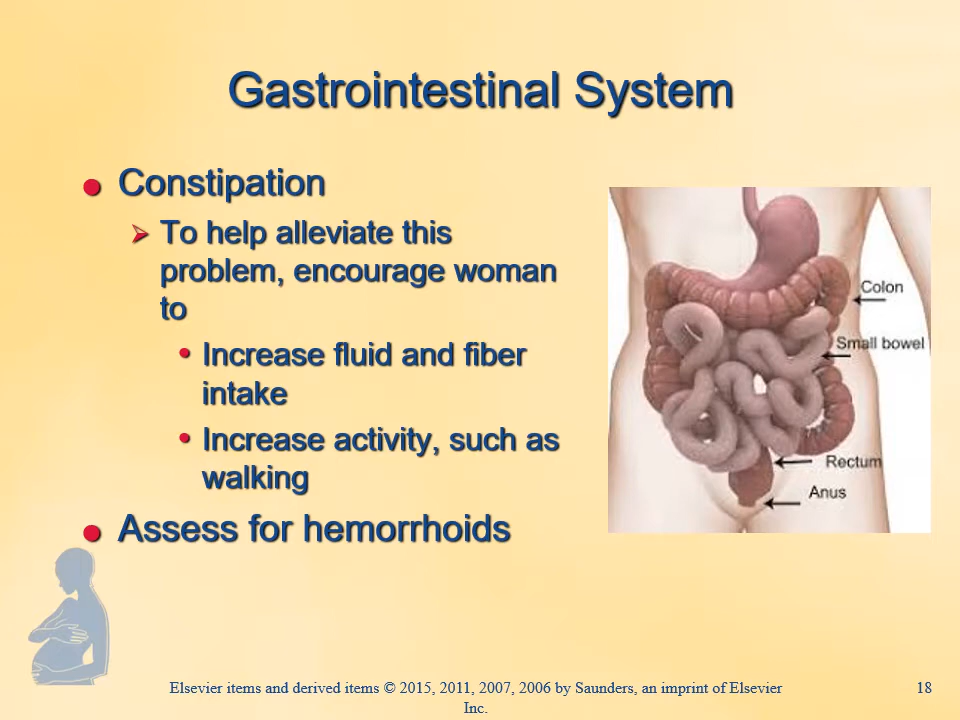 Gastrointestinal System
Constipation
To help alleviate this
problem, encourage woman
to
Increase fluid and fiber
intake
Increase activity, such as
walking
Assess for hemorrhoids
Colon
Small bowel
Rectum
Anus
Elsevier items and derived items © 2015, 2011, 2007, 2006 by Saunders, an imprint of Elsevier
Inc.
18